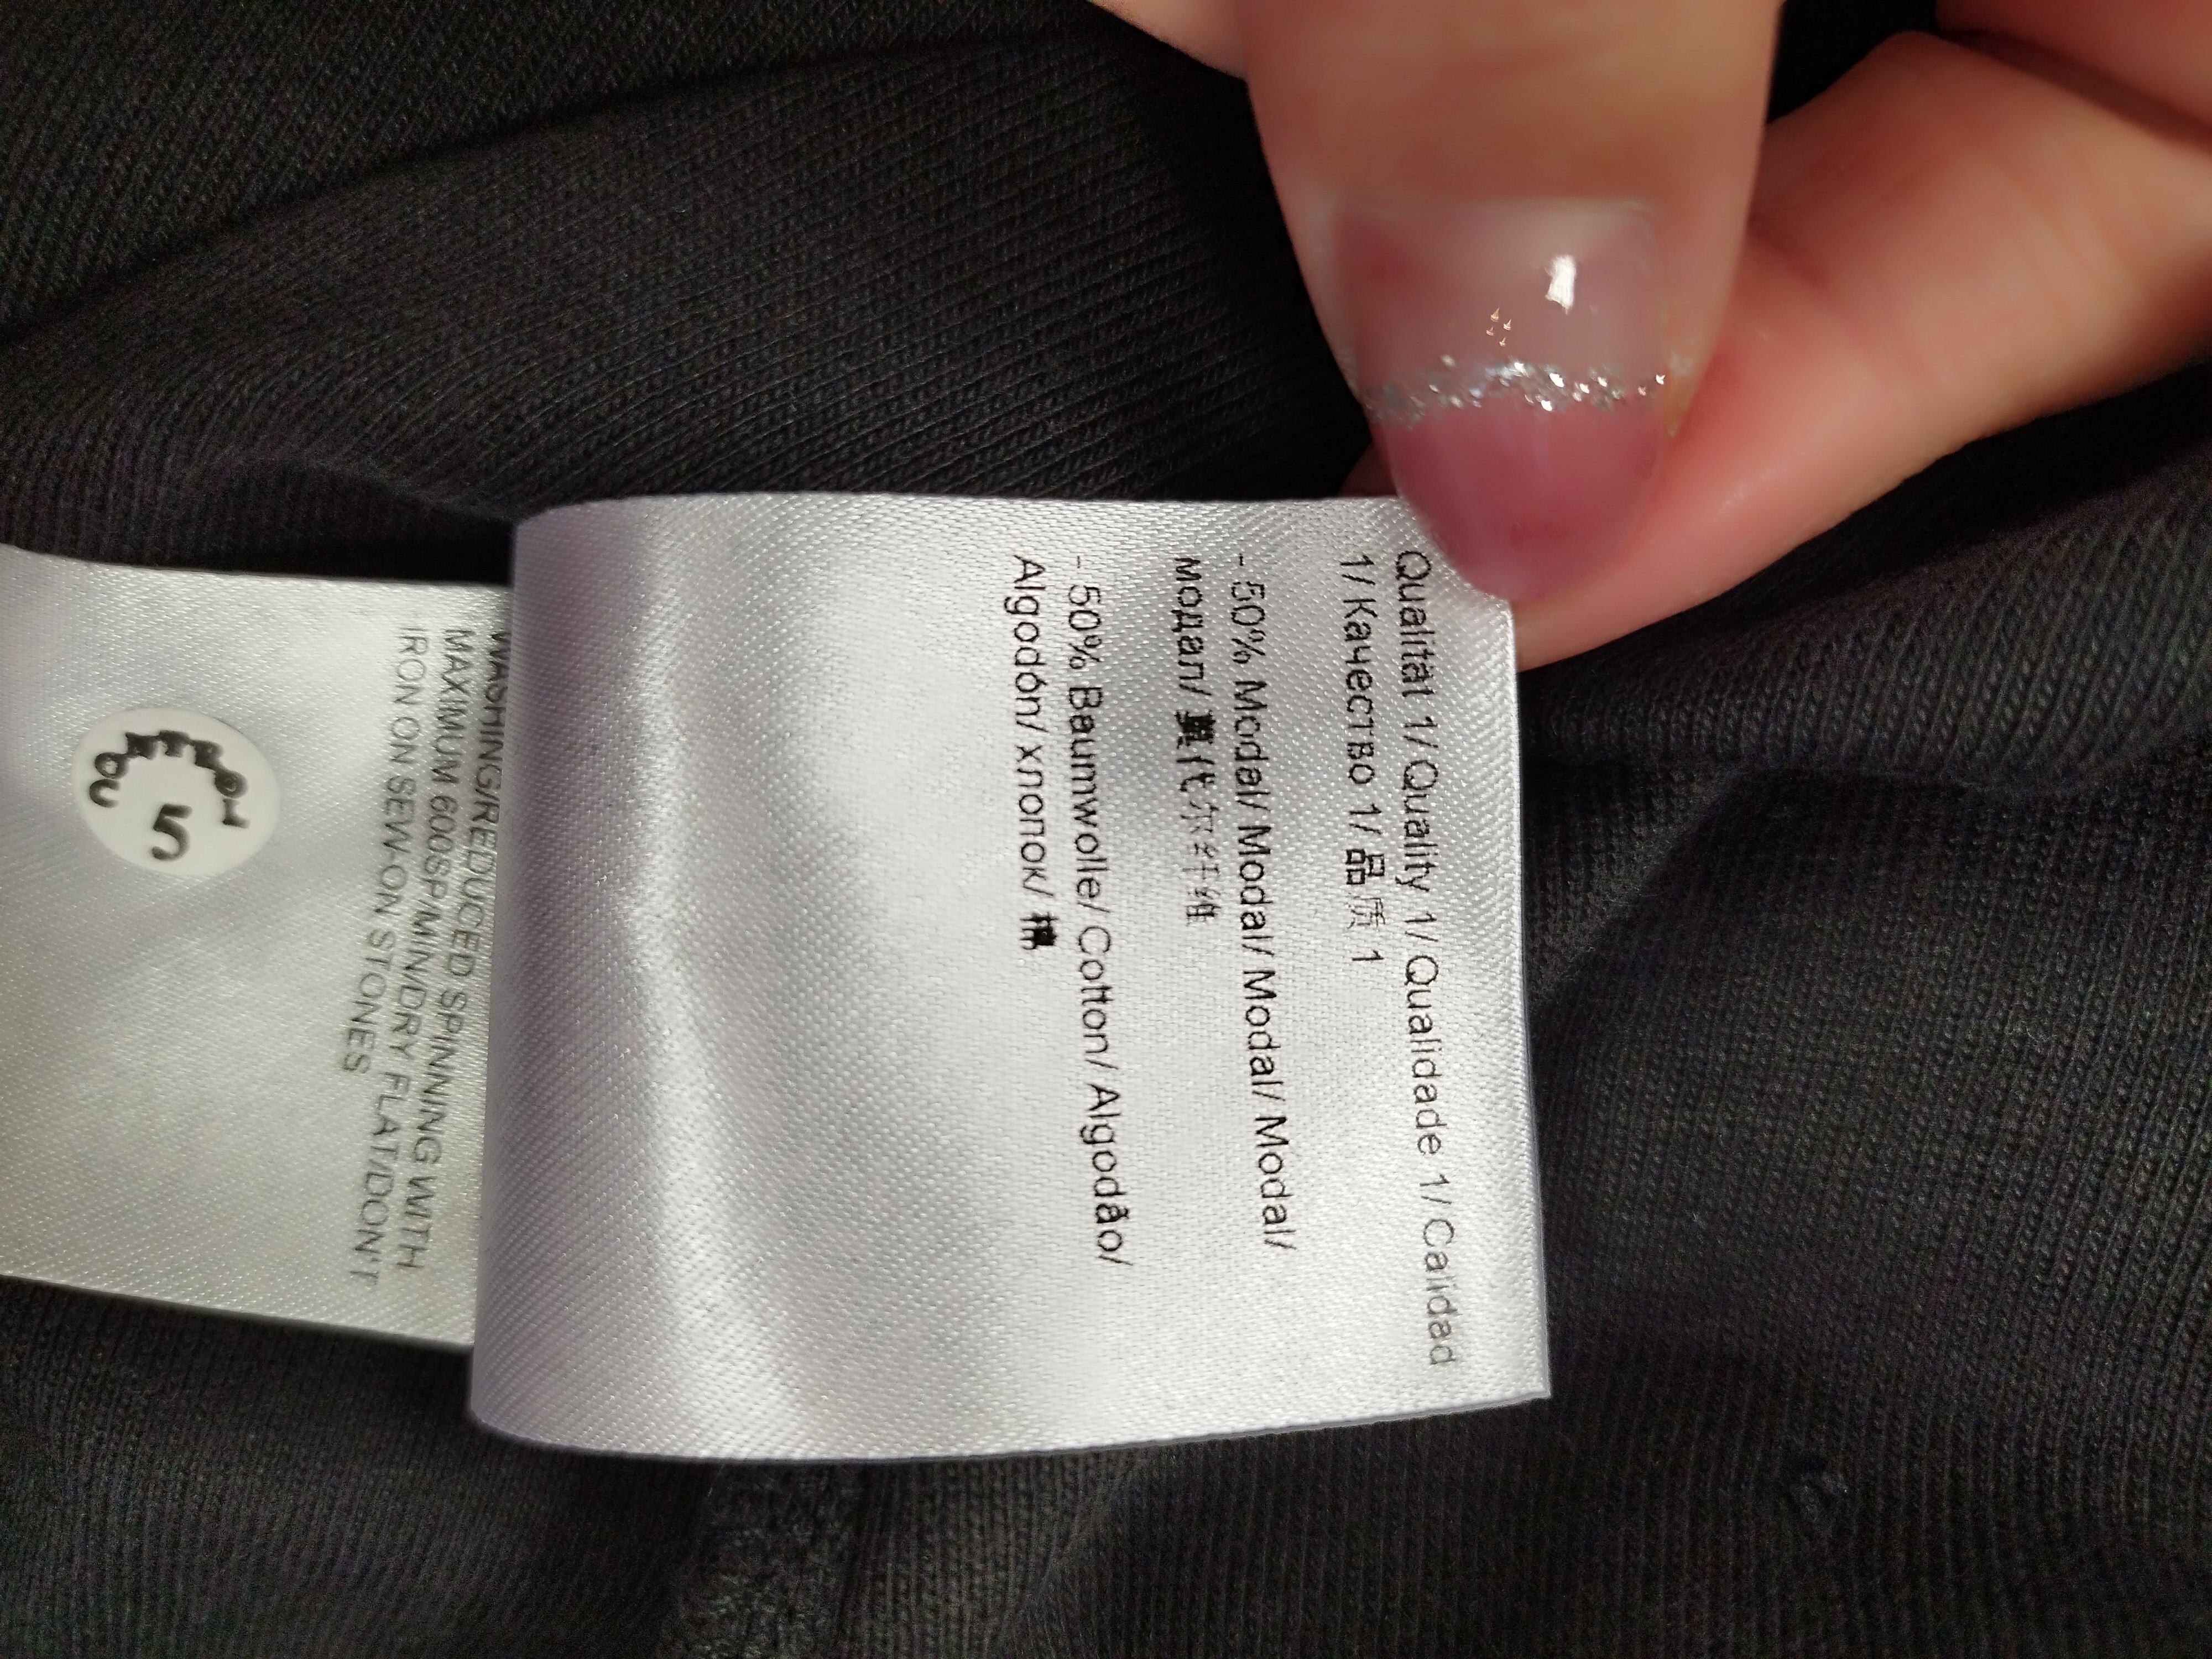 Qualität 1/ Quality 1/ Qualidade 1/ Calidad
1/ Качество 1/ 品质 1
- 50% Modal/ Modal/ Modal/ Modal/
модал/ 莫代尔纤维
- 50% Baumwolle/ Cotton/ Algodão/
Algodón/ хлопок/ 棉
WASHING/REDUCED SPINNING WITH
MAXIMUM 600SP/MIN/DRY FLAT/DON'T
IRON ON SEW-ON STONES
CONTROL
5